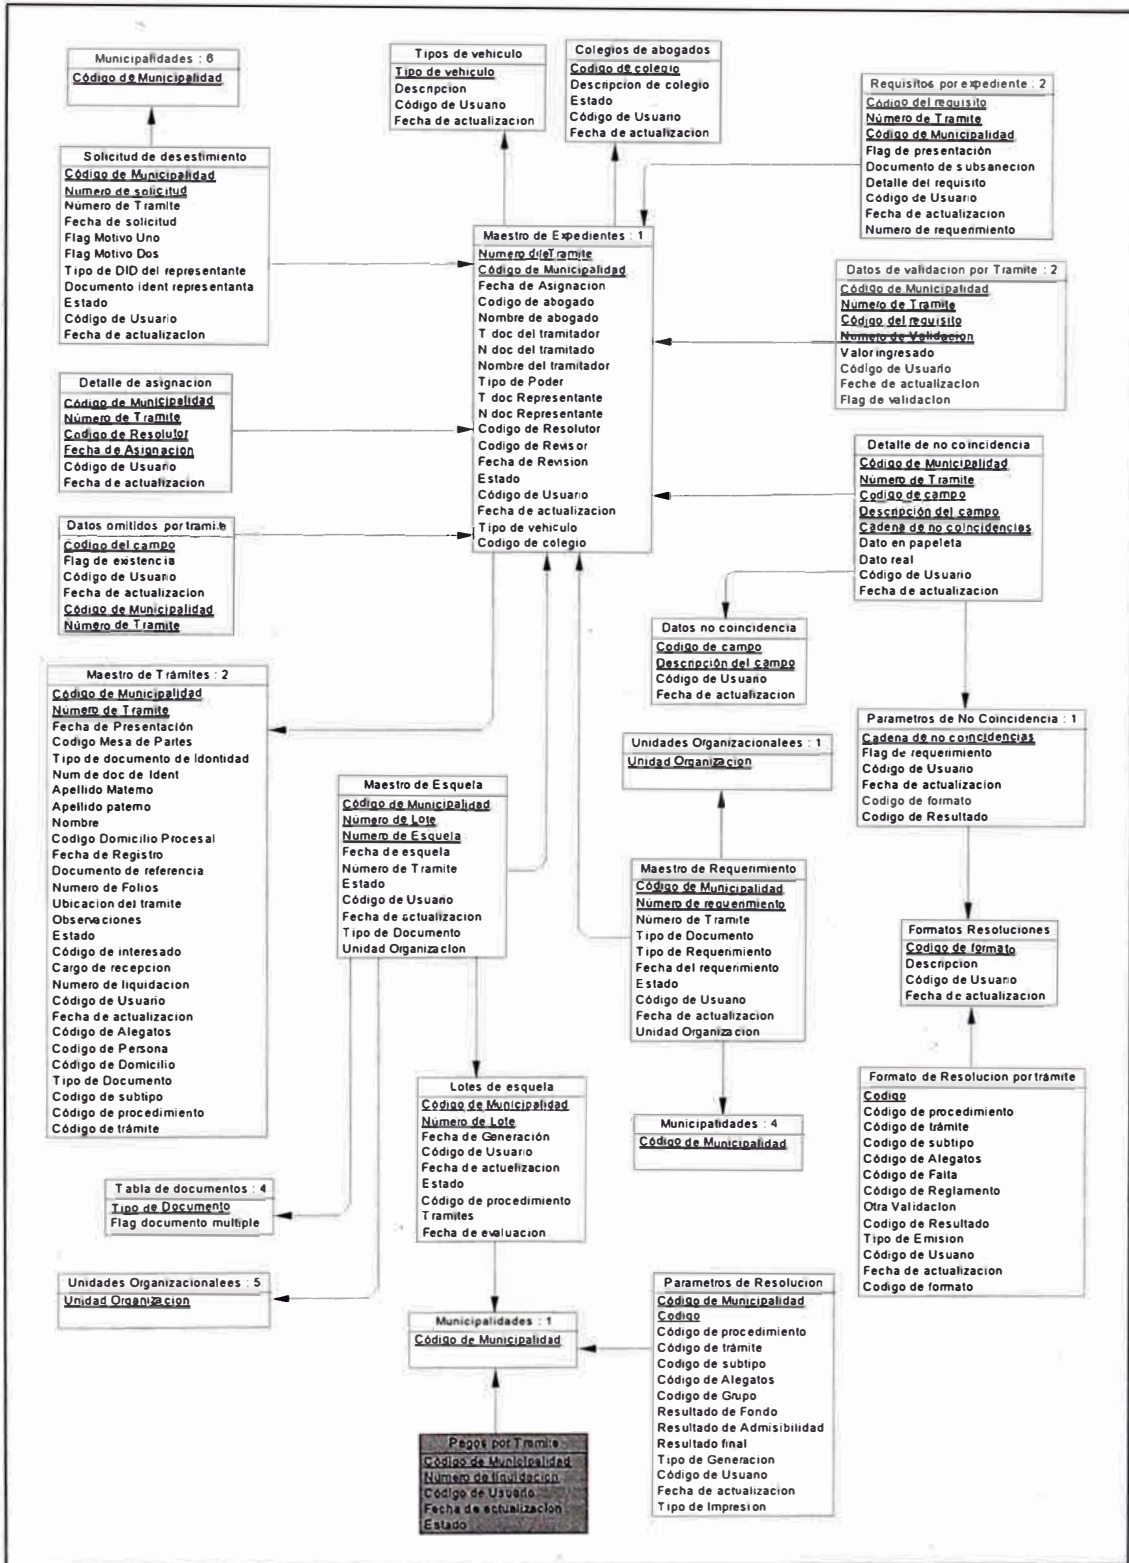 Municipalidades : 6
Código de Municipalidad
Tipos de vehiculo
Tipo de vehiculo
Descripcion
Código de Usuario
Fecha de actualizacion
Colegios de abogados
Codigo de colegio
Descripcion de colegio
Estado
Código de Usuario
Fecha de actualizacion
Requisitos por expediente : 2
Código del requisito
Número de Tramite
Código de Municipalidad
Flag de presentación
Documento de subsanecion
Detalle del requisito
Código de Usuario
Fecha de actualizacion
Numero de requerimiento
Solicitud de desestimiento
Código de Municipalidad
Numero de solicitud
Número de Tramite
Fecha de solicitud
Flag Motivo Uno
Flag Motivo Dos
Tipo de DID del representante
Documento ident representanta
Estado
Código de Usuario
Fecha de actualizacion
Maestro de Expedientes : 1
Numero de Tramite
Código de Municipalidad
Fecha de Asignacion
Codigo de abogado
Nombre de abogado
T doc del tramitador
N doc del tramitado
Nombre del tramitador
Tipo de Poder
T doc Representante
N doc Representante
Codigo de Resolutor
Codigo de Revisor
Fecha de Revision
Estado
Código de Usuario
Fecha de actualizacion
Tipo de vehiculo
Codigo de colegio
Datos de validacion por Tramite : 2
Código de Municipalidad
Número de Tramite
Código del requisito
Numero de Validacion
Valor ingresado
Código de Usuario
Feche de actualizacion
Flag de validacion
Detalle de asignacion
Código de Municipalidad
Número de Tramite
Codigo de Resolutor
Fecha de Asignacion
Código de Usuario
Fecha de actualizacion
Detalle de no coincidencia
Código de Municipalidad
Número de Tramite
Codigo de campo
Descripción del campo
Cadena de no coincidencias
Dato en papeleta
Dato real
Código de Usuario
Fecha de actualizacion
Datos omitidos por tramite
Codigo del campo
Flag de existencia
Código de Usuario
Fecha de actualizacion
Código de Municipalidad
Número de Tramite
Datos no coincidencia
Codigo de campo
Descripción del campo
Código de Usuario
Fecha de actualizacion
Maestro de Trámites : 2
Código de Municipalidad
Número de Tramite
Fecha de Presentación
Codigo Mesa de Partes
Tipo de documento de Idontidad
Num de doc de Ident
Apellido Matemo
Apellido patemo
Nombre
Codigo Domicilio Procesal
Fecha de Registro
Documento de referencia
Numero de Folios
Ubicacion del tramite
Observaciones
Estado
Código de interesado
Cargo de recepcion
Numero de liquidacion
Código de Usuario
Fecha de actualizacion
Código de Alegatos
Codigo de Persona
Código de Domicilio
Tipo de Documento
Codigo de subtipo
Código de procedimiento
Código de trámite
Parametros de No Coincidencia : 1
Cadena de no coincidencias
Flag de requerimiento
Código de Usuario
Fecha de actualizacion
Codigo de formato
Codigo de Resultado
Unidades Organizacionalees : 1
Unidad Organizacion
Maestro de Esquela
Código de Municipalidad
Número de Lote
Numero de Esquela
Fecha de esquela
Número de Tramite
Estado
Código de Usuario
Fecha de actualizacion
Tipo de Documento
Unidad Organizacion
Maestro de Requerimiento
Código de Municipalidad
Número de requerimiento
Número de Tramite
Tipo de Documento
Tipo de Requerimiento
Fecha del requerimiento
Estado
Código de Usuano
Fecha de actualizacion
Unidad Organizacion
Formatos Resoluciones
Codigo de formato
Descripcion
Código de Usuario
Fecha de actualizacion
Lotes de esquela
Código de Municipalidad
Número de Lote
Fecha de Generación
Código de Usuario
Fecha de actuelizacion
Estado
Código de procedimiento
Tramites
Fecha de evaluacion
Formato de Resolucion por trámite
Codigo
Código de procedimiento
Código de trámite
Codigo de subtipo
Código de Alegatos
Código de Falta
Código de Reglamento
Otra Validacion
Codigo de Resultado
Tipo de Emision
Código de Usuano
Fecha de actualizacion
Codigo de formato
Municipalidades : 4
Código de Municipalidad
Tabla de documentos : 4
Tipo de Documento
Flag documento multiple
Unidades Organizacionalees : 5
Unidad Organizacion
Municipalidades : 1
Código de Municipalidad
Parametros de Resolucion
Código de Municipalidad
Codigo
Código de procedimiento
Código de trámite
Codigo de subtipo
Código de Alegatos
Codigo de Grupo
Resultado de Fondo
Resultado de Admisibilidad
Resultado final
Tipo de Generacion
Código de Usuano
Fecha de actualizacion
Tipo de Impresion
Pagos por Tramite
Código de Municipalidad
Número de liquidacion
Código de Usuario
Fecha de actualizacion
Estado